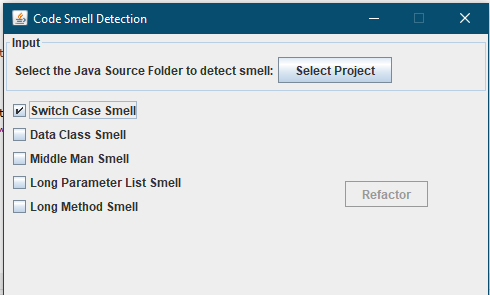 Code Smell Detection
Input
Select the Java Source Folder to detect smell: Select Project
Switch Case Smell
Data Class Smell
Middle Man Smell
Long Parameter List Smell
Refactor
Long Method Smell